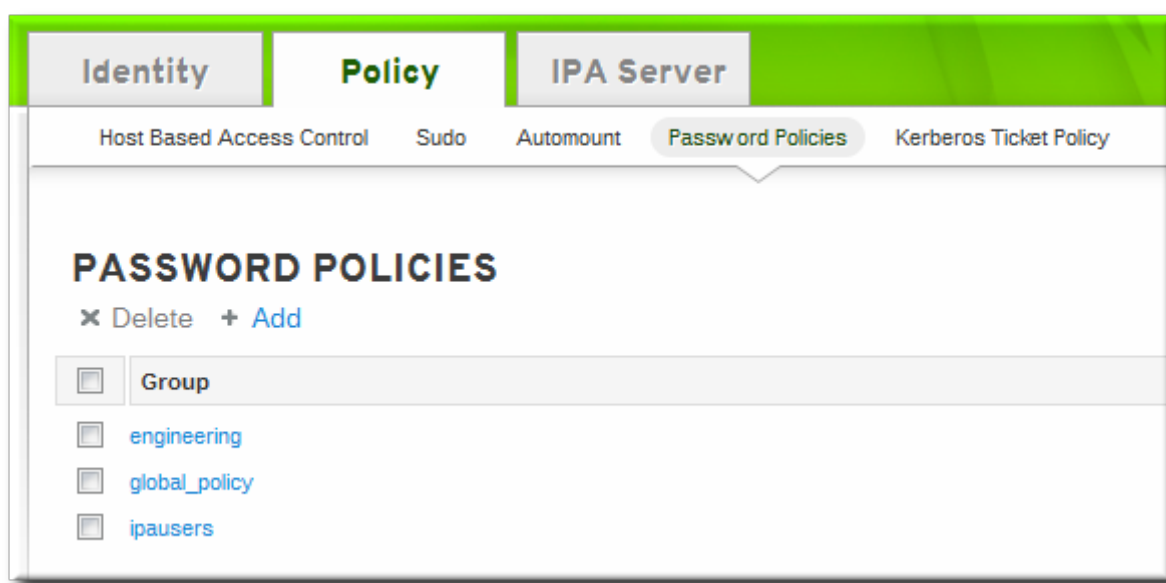 Identity Policy IPA Server
Host Based Access Control Sudo Automount Password Policies Kerberos Ticket Policy
PASSWORD POLICIES
Delete + Add
Group
engineering
global_policy
ipausers